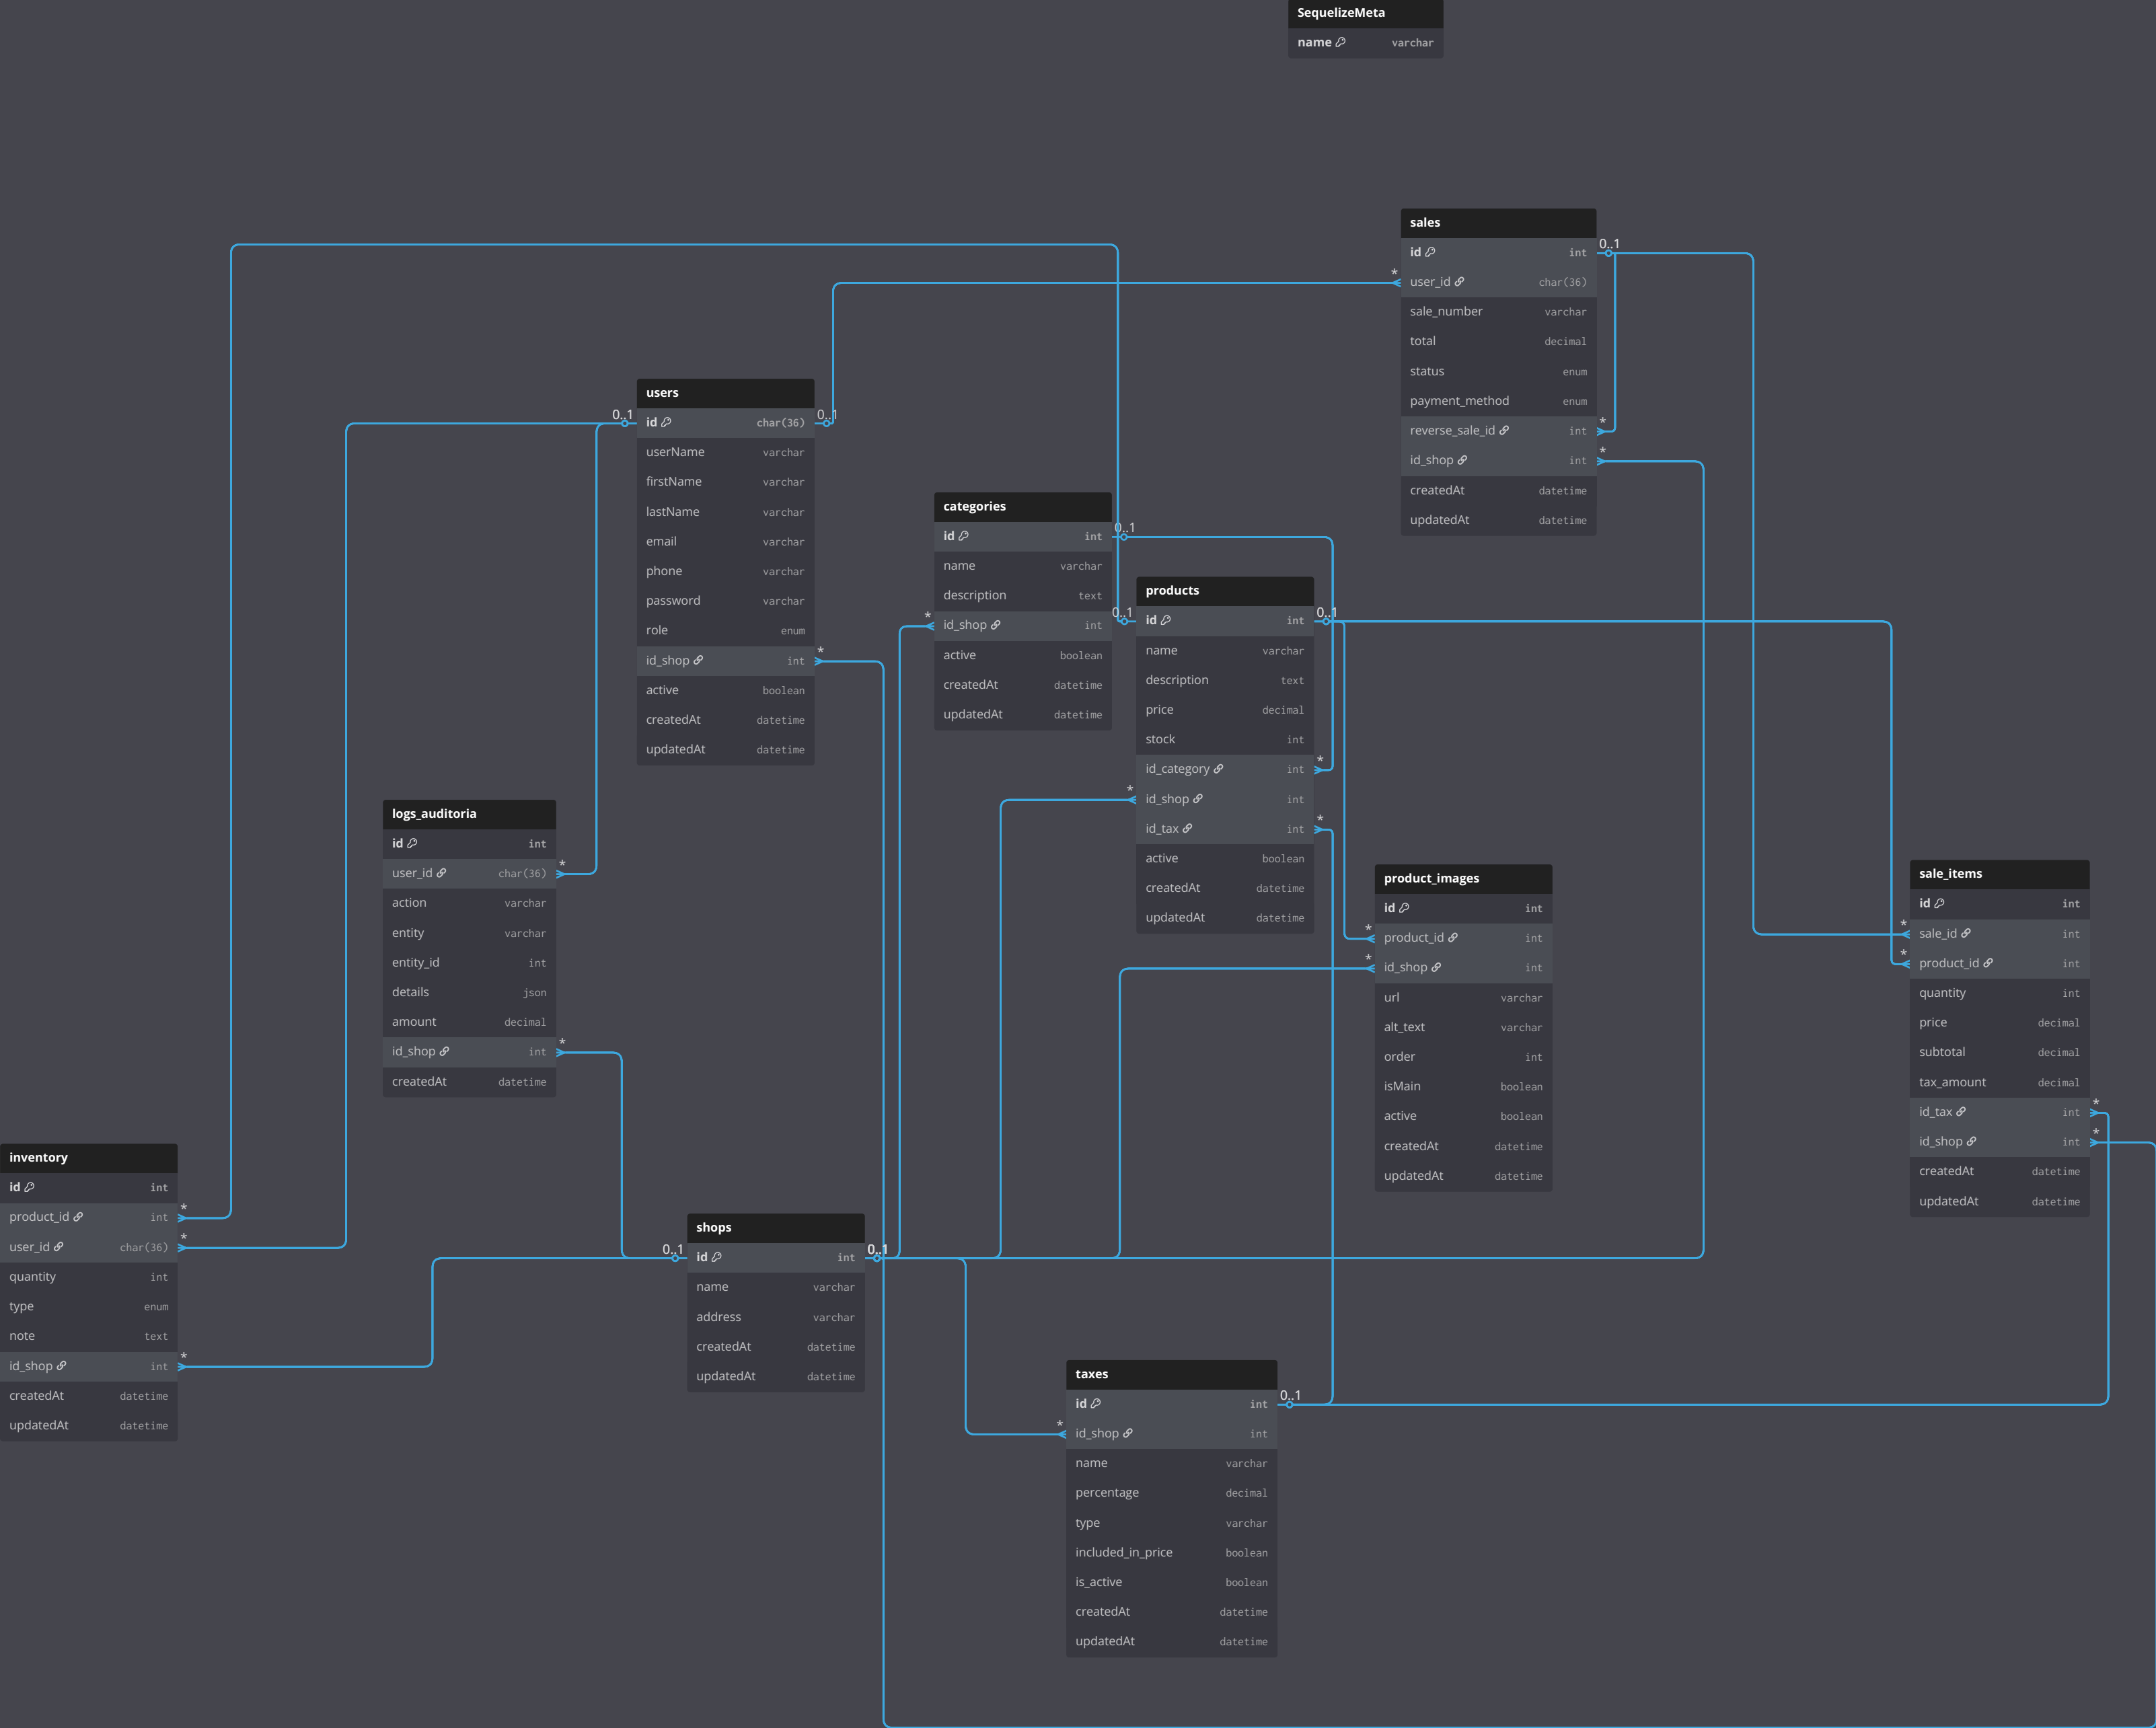 SequelizeMeta
name varchar
sales
id int
user_id char(36)
sale_number varchar
total decimal
status enum
payment_method enum
reverse_sale_id int
id_shop int
createdAt datetime
updatedAt datetime
0..1
*
*
*
users
id char(36)
userName varchar
firstName varchar
lastName varchar
email varchar
phone varchar
password varchar
role enum
id_shop int
active boolean
createdAt datetime
updatedAt datetime
0..1
0..1
*
categories
id int
name varchar
description text
id_shop int
active boolean
createdAt datetime
updatedAt datetime
0..1
*
products
id int
name varchar
description text
price decimal
stock int
id_category int
id_shop int
id_tax int
active boolean
createdAt datetime
updatedAt datetime
0..1
0..1
*
*
*
logs_auditoria
id int
user_id char(36)
action varchar
entity varchar
entity_id int
details json
amount decimal
id_shop int
createdAt datetime
*
*
product_images
id int
product_id int
id_shop int
url varchar
alt_text varchar
order int
isMain boolean
active boolean
createdAt datetime
updatedAt datetime
*
*
sale_items
id int
sale_id int
product_id int
quantity int
price decimal
subtotal decimal
tax_amount decimal
id_tax int
id_shop int
createdAt datetime
updatedAt datetime
*
*
*
*
inventory
id int
product_id int
user_id char(36)
quantity int
type enum
note text
id_shop int
createdAt datetime
updatedAt datetime
*
*
*
shops
id int
name varchar
address varchar
createdAt datetime
updatedAt datetime
0..1
0..1
taxes
id int
id_shop int
name varchar
percentage decimal
type varchar
included_in_price boolean
is_active boolean
createdAt datetime
updatedAt datetime
0..1
*